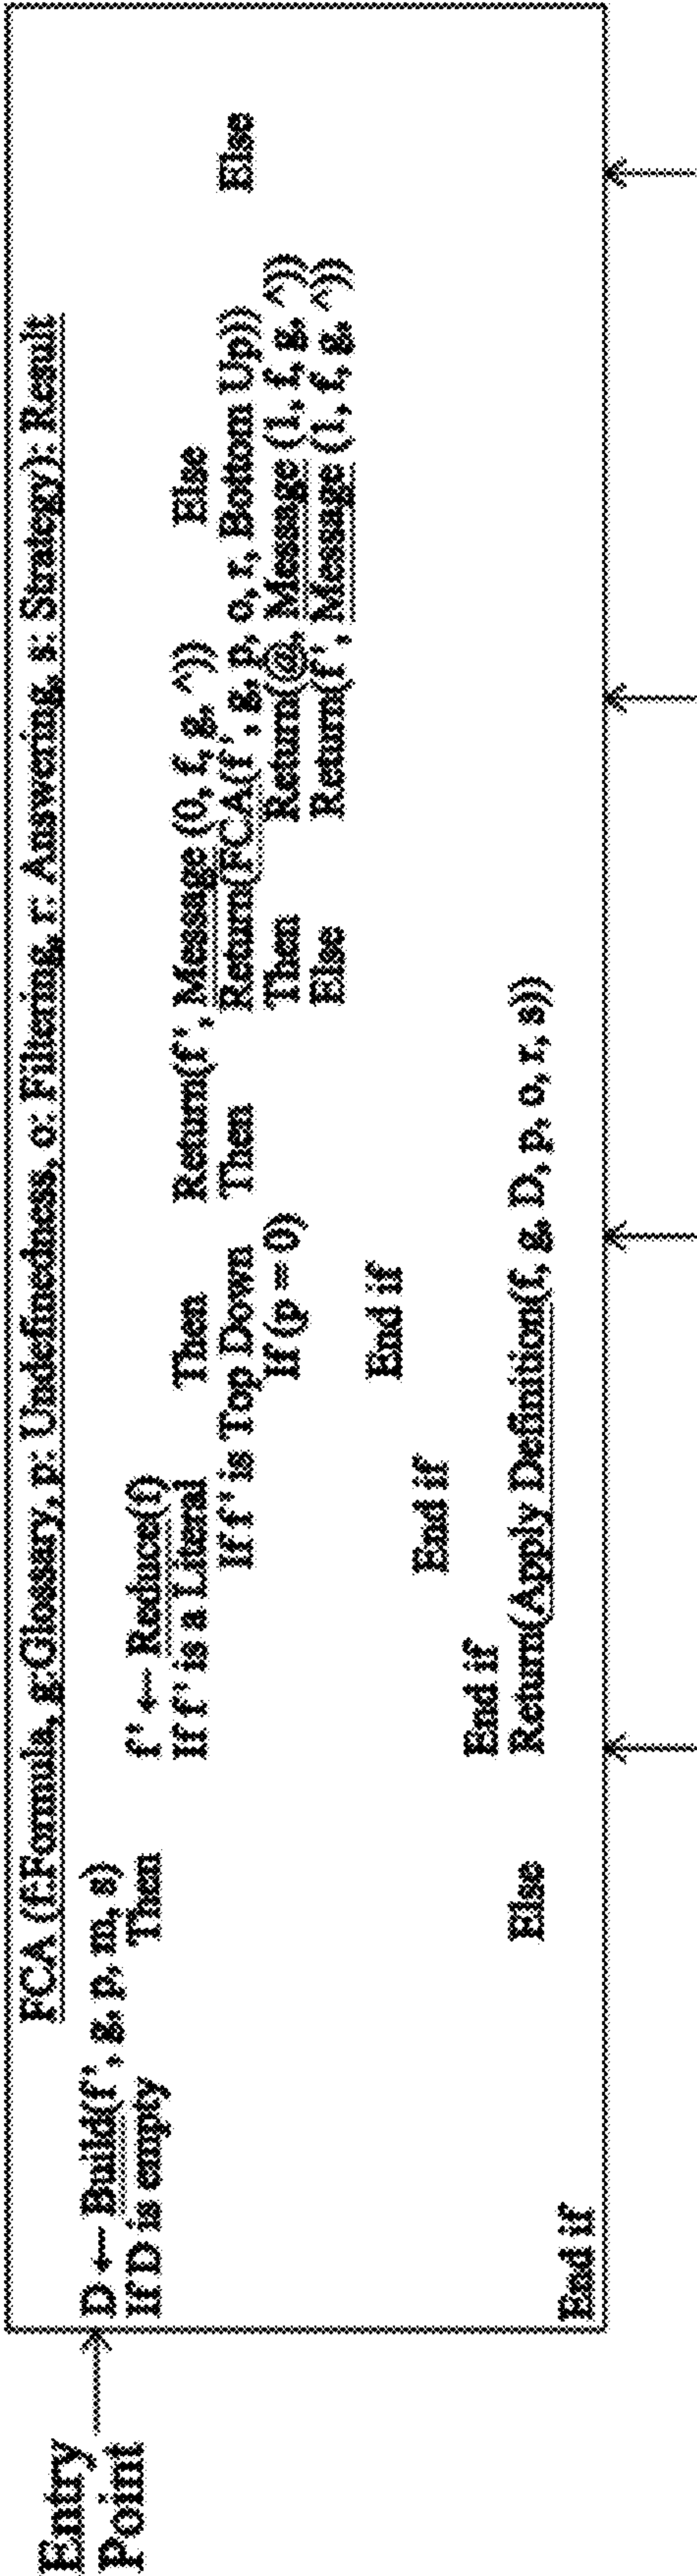 Entry
Point
FCA (f:Formula, g:Glossary, p: Undefinedness, o: Filtering, r: Answering, s: Strategy): Result
D ← Build(f', g, p, m, s)
If D is empty Then f' ← Reduce(f)
If f' is a Literal Then Return(f', Message (0, f, g, ^)) Else
If f' is Top Down Then Return(FCA(f', g, p, o, r, Bottom Up)) Else
If (p = 0) Then Return(@, Message (1, f, g, ^))
Else Return(f', Message (1, f, g, ^))
End if
End if
End if
Else Return(Apply Definition(f, g, D, p, o, r, s))
End if